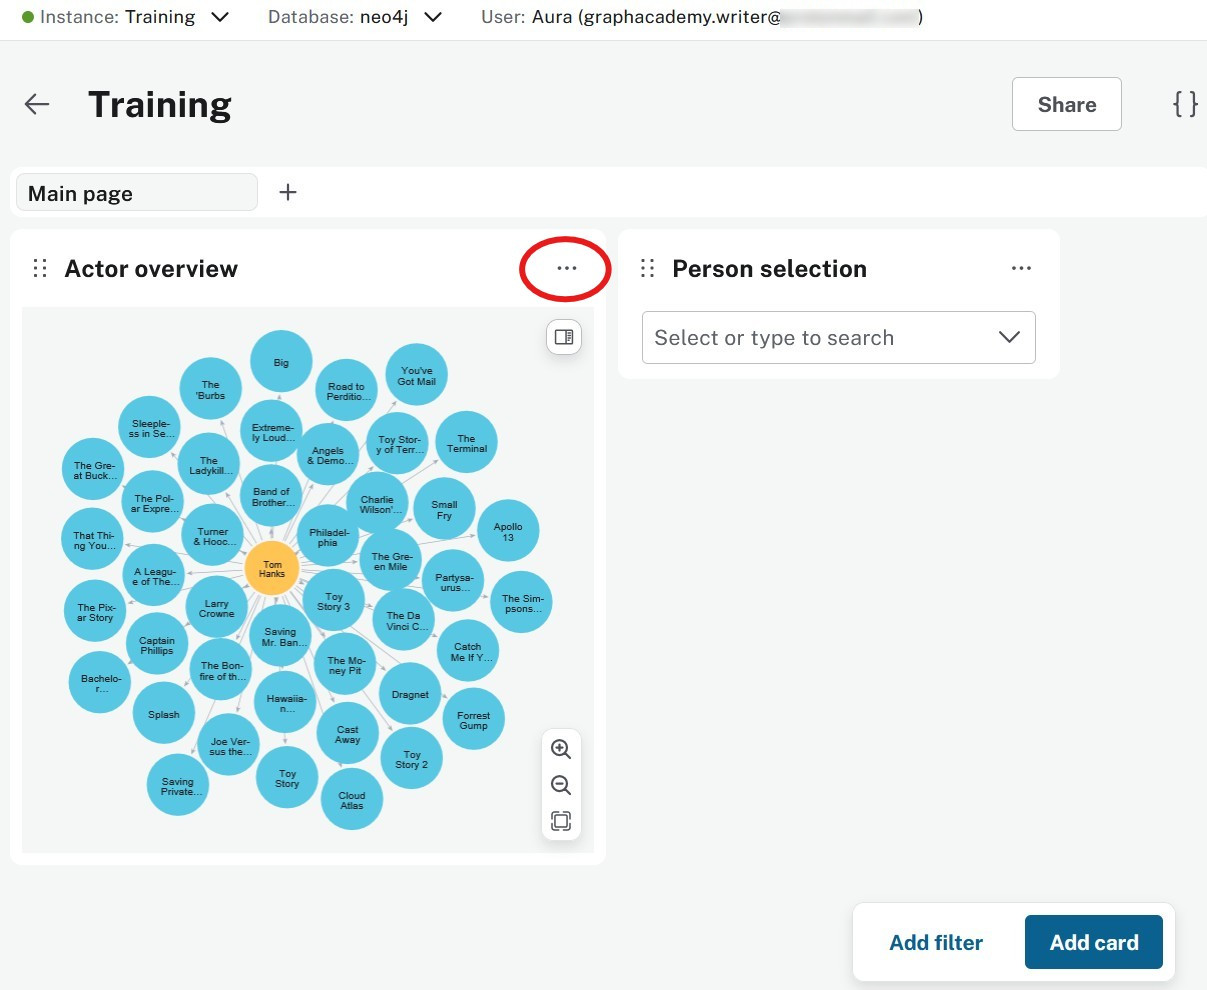 Instance: Training
Database: neo4j
User: Aura (graphacademy.writer@ )
Training
Share
{ }
Main page
+
Actor overview
...
Person selection
...
Select or type to search
Big
The
'Burbs
Road to
Perditio...
You've
Got Mail
Sleeple-
ss in Se...
Extreme-
ly Loud...
Toy Stor-
y of Terr...
The
Terminal
The Gre-
at Buck...
The
Ladykill...
Angels
& Demo...
The Pol-
ar Expre...
Band of
Brother...
Charlie
Wilson'...
Small
Fry
That Thi-
ng You...
Turner
& Hooc...
Philadel-
phia
Apollo
13
A Leagu-
e of The...
Tom
Hanks
The Gre-
en Mile
Partysa-
urus...
The Pix-
ar Story
Larry
Crowne
Toy
Story 3
The Da
Vinci C...
The Sim-
psons...
Captain
Phillips
Saving
Mr. Ban...
Catch
Me If Y...
Bachelo-
r...
The Bon-
fire of th...
The Mo-
ney Pit
Dragnet
Splash
Hawaiia-
n...
Forrest
Gump
Joe Ver-
sus the...
Cast
Away
Toy
Story 2
Saving
Private...
Toy
Story
Cloud
Atlas
Add filter
Add card